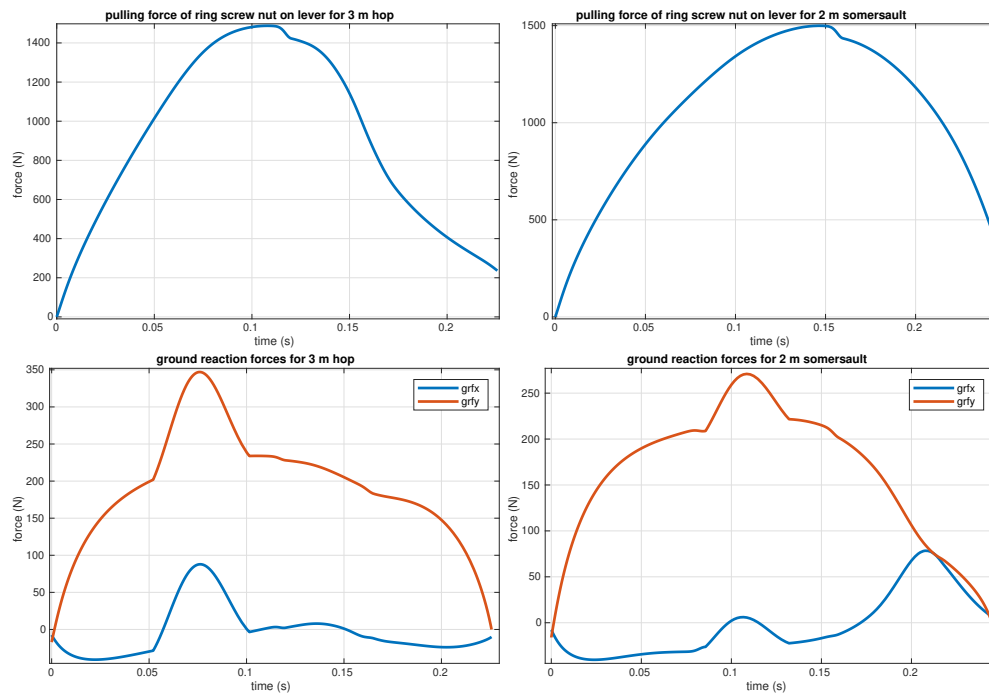 pulling force of ring screw nut on lever for 3 m hop
1400
1200
1000
800
600
400
200
0
force (N)
0
0.05
0.1
0.15
0.2
time (s)
pulling force of ring screw nut on lever for 2 m somersault
1500
1000
500
0
force (N)
0
0.05
0.1
0.15
0.2
time (s)
ground reaction forces for 3 m hop
350
300
250
200
150
100
50
0
force (N)
grfx
grfy
0
0.05
0.1
0.15
0.2
time (s)
ground reaction forces for 2 m somersault
250
200
150
100
50
0
force (N)
grfx
grfy
0
0.05
0.1
0.15
0.2
time (s)